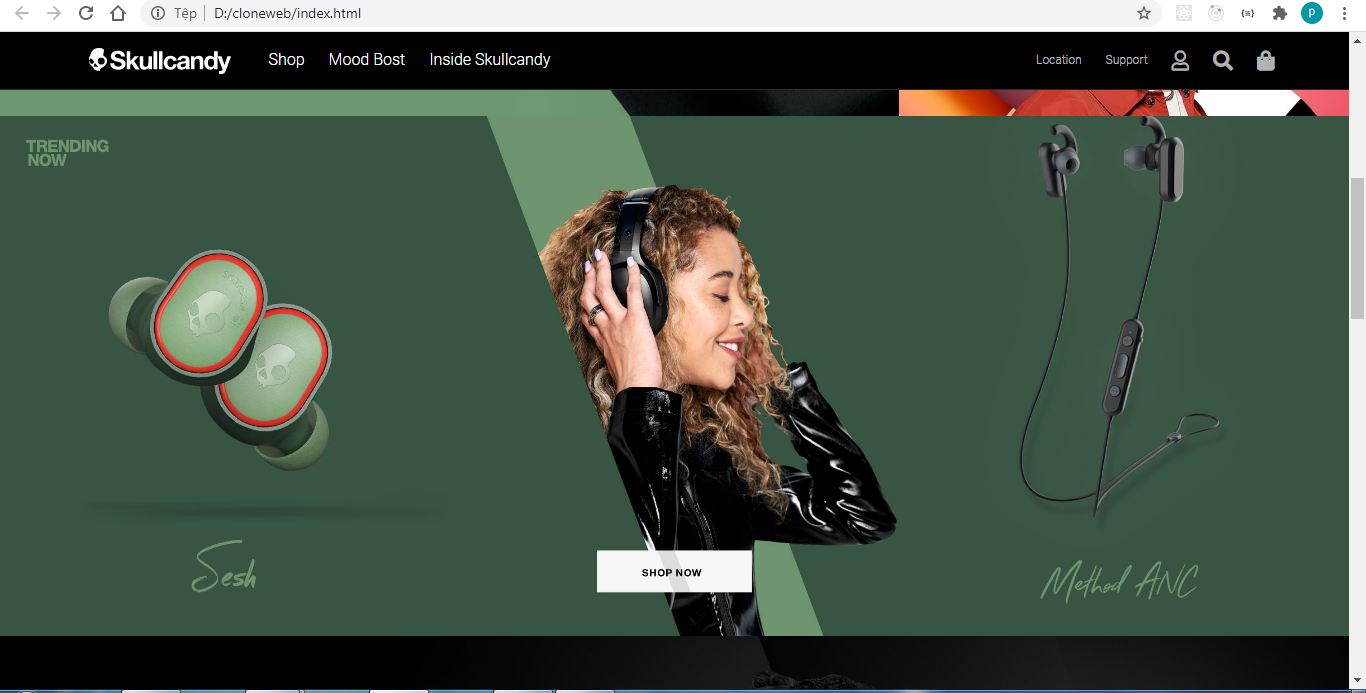 Tệp
D:/cloneweb/index.html
p
Skullcandy
Shop
Mood Bost
Inside Skullcandy
Location
Support
TRENDING
NOW
Sesh
SHOP NOW
Method ANC